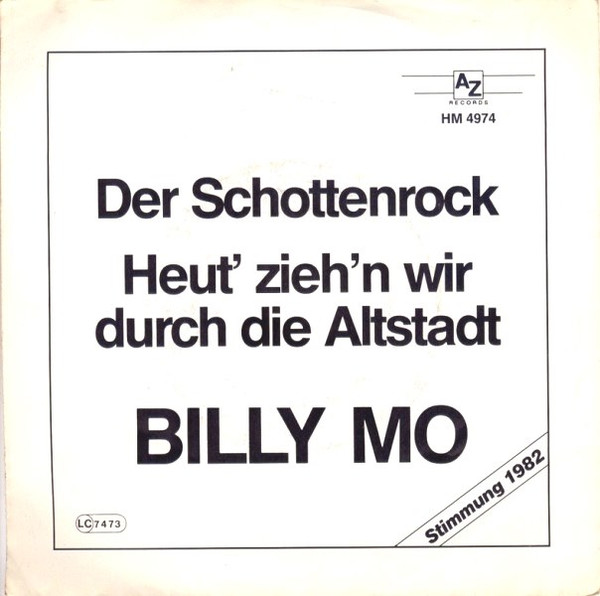 AZ
RECORDS
HM 4974
Der Schottenrock
Heut' zieh'n wir
durch die Altstadt
BILLY MO
Stimmung 1982
LC 7473